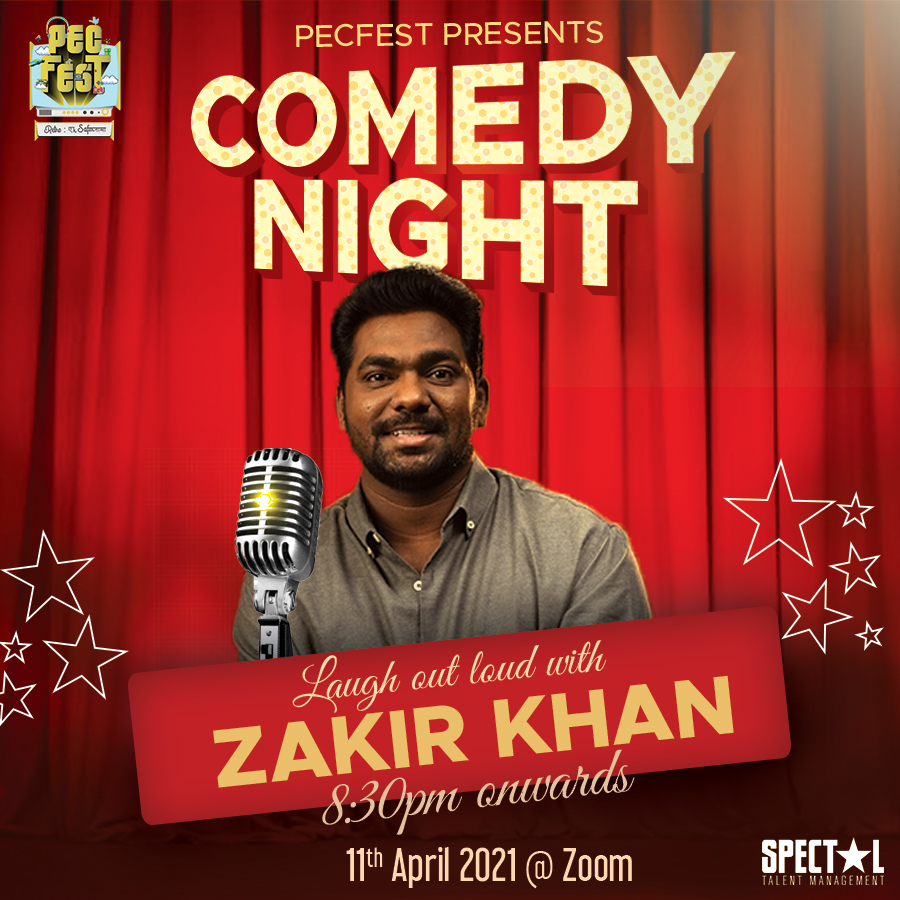 PEC
FEST
PECFEST PRESENTS
COMEDY
NIGHT
Laugh out loud with
ZAKIR KHAN
8:30pm onwards
11th April 2021 @ Zoom
SPECTAL
TALENT MANAGEMENT